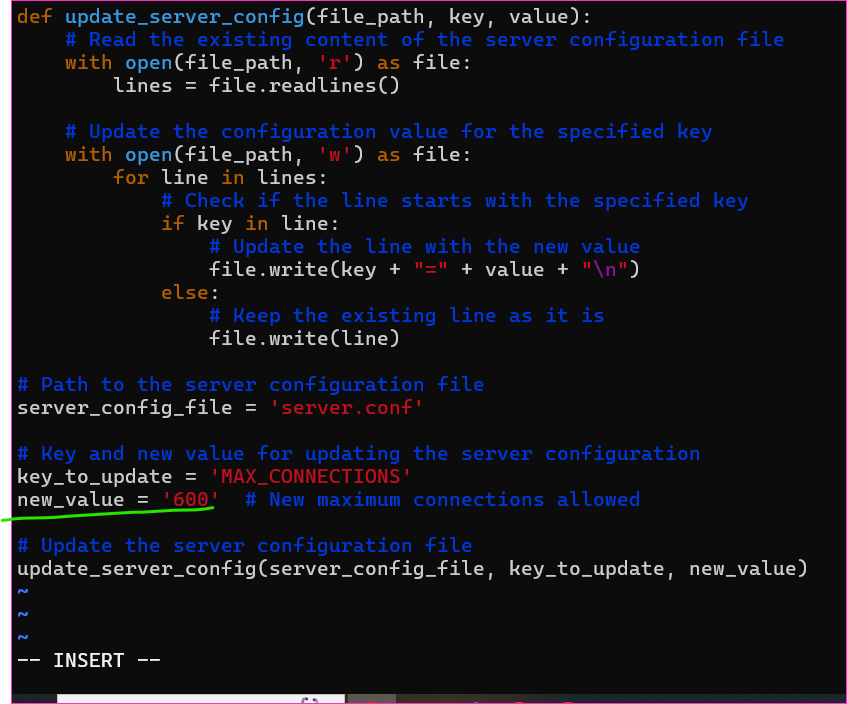 def update_server_config(file_path, key, value):
    # Read the existing content of the server configuration file
    with open(file_path, 'r') as file:
        lines = file.readlines()

    # Update the configuration value for the specified key
    with open(file_path, 'w') as file:
        for line in lines:
            # Check if the line starts with the specified key
            if key in line:
                # Update the line with the new value
                file.write(key + "=" + value + "\n")
            else:
                # Keep the existing line as it is
                file.write(line)

# Path to the server configuration file
server_config_file = 'server.conf'

# Key and new value for updating the server configuration
key_to_update = 'MAX_CONNECTIONS'
new_value = '600'  # New maximum connections allowed

# Update the server configuration file
update_server_config(server_config_file, key_to_update, new_value)
~
~
~
-- INSERT --